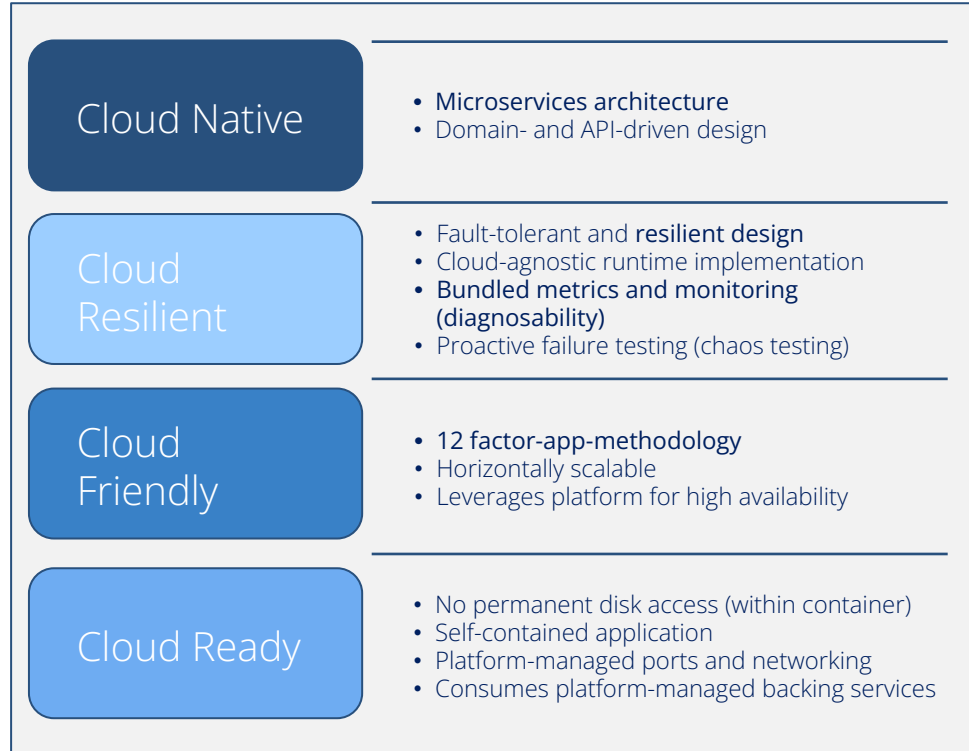 Cloud Native
• Microservices architecture
• Domain- and API-driven design
Cloud
Resilient
• Fault-tolerant and resilient design
• Cloud-agnostic runtime implementation
• Bundled metrics and monitoring
(diagnosability)
• Proactive failure testing (chaos testing)
Cloud
Friendly
• 12 factor-app-methodology
• Horizontally scalable
• Leverages platform for high availability
Cloud Ready
• No permanent disk access (within container)
• Self-contained application
• Platform-managed ports and networking
• Consumes platform-managed backing services